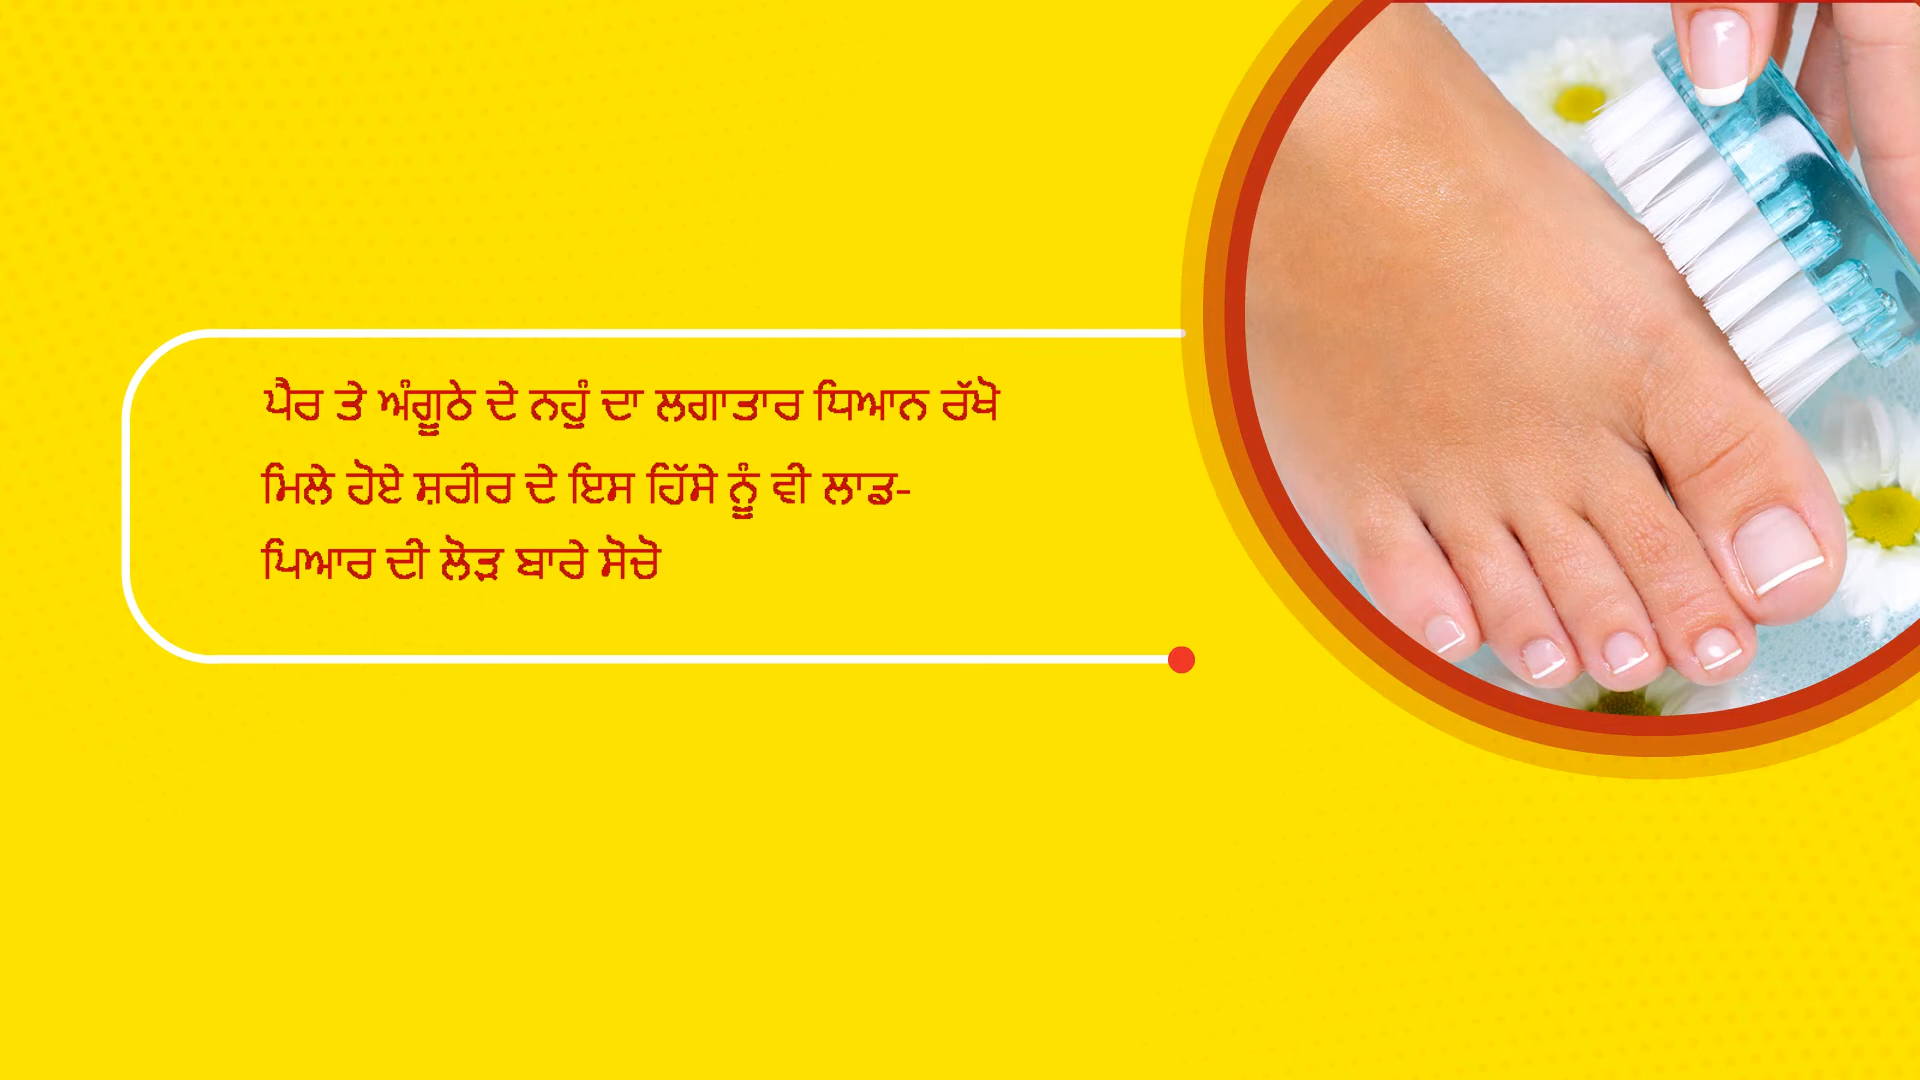 ਪੈਰ ਤੇ ਅੰਗੂਠੇ ਦੇ ਨਹੁੰ ਦਾ ਲਗਾਤਾਰ ਧਿਆਨ ਰੱਖੋ
ਮਿਲੇ ਹੋਏ ਸ਼ਰੀਰ ਦੇ ਇਸ ਹਿੱਸੇ ਨੂੰ ਵੀ ਲਾਡ-
ਪਿਆਰ ਦੀ ਲੋੜ ਬਾਰੇ ਸੋਚੋ